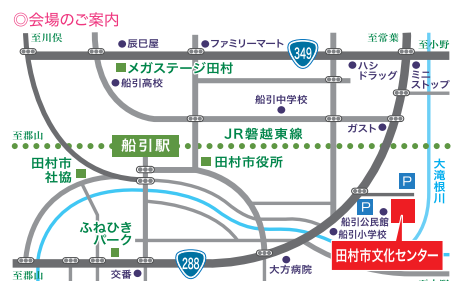 ◎会場のご案内
至川俣
辰巳屋
ファミリーマート
349
至常葉
至小野
メガステージ田村
船引高校
ハシ
ドラッグ
ミニ
ストップ
船引中学校
ガスト
至郡山
船引駅
JR磐越東線
田村市
社協
田村市役所
大滝根川
P
P
ふねひき
パーク
船引公民館
船引小学校
田村市文化センター
至郡山
交番
288
大方病院